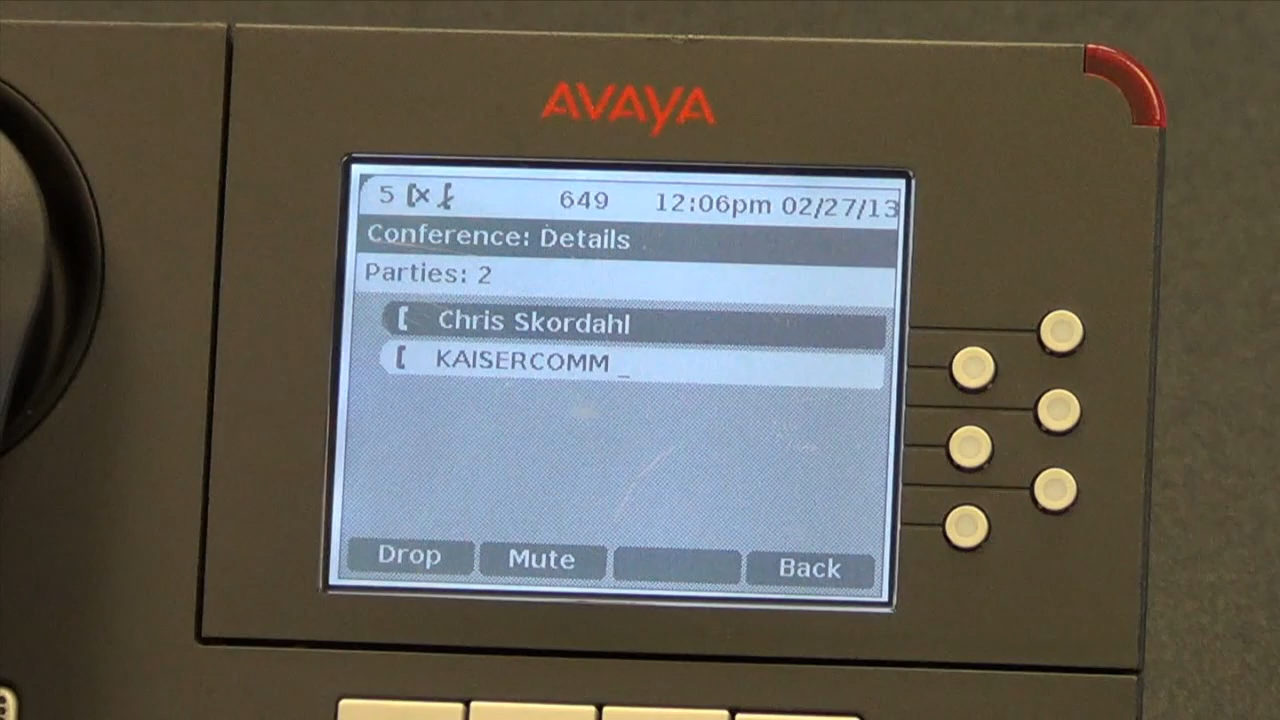 AVAYA
5 649 12:06pm 02/27/13
Conference: Details
Parties: 2
Chris Skordahl
KAISERCOMM _
Drop Mute Back